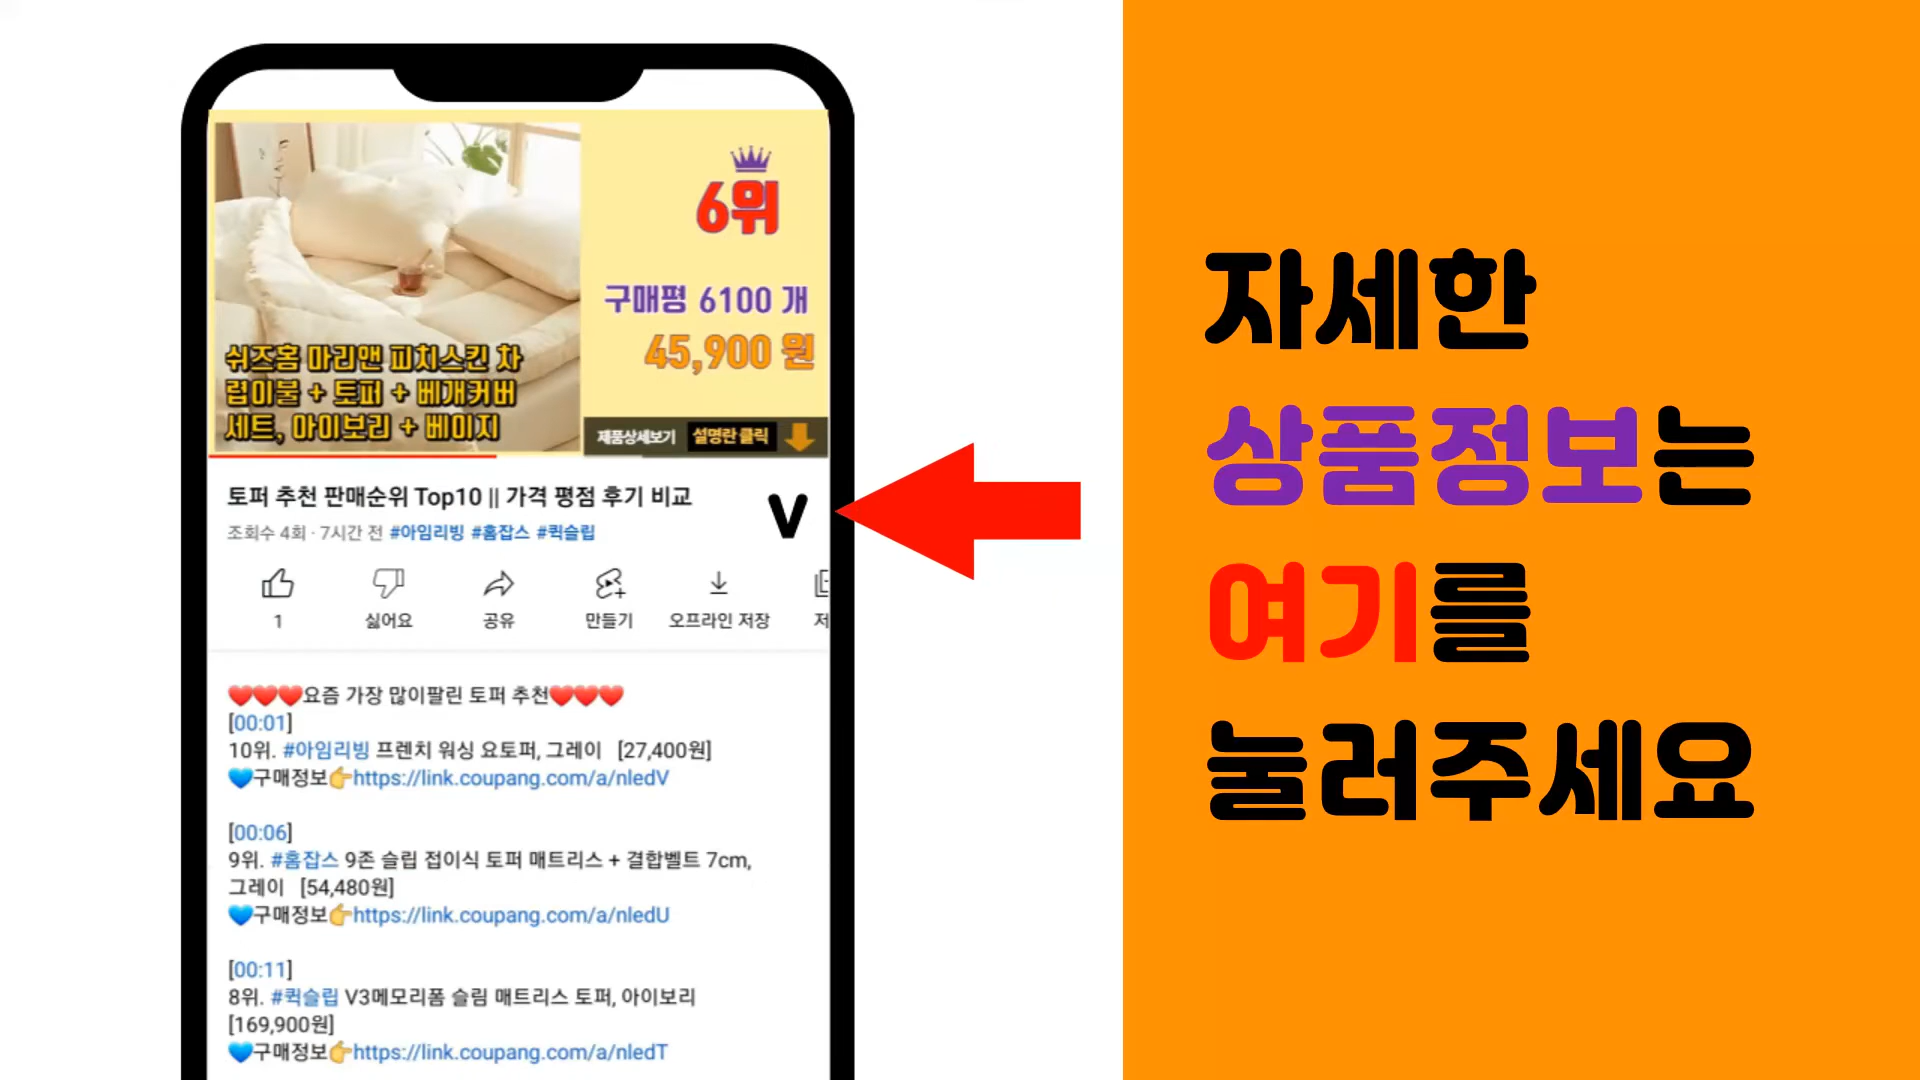 6위
구매평 6100 개
45,900 원
쉬즈홈 마리앤 피치스킨 차
렵이불 + 토퍼 + 베개커버
세트, 아이보리 + 베이지
제품상세보기 설명란 클릭
토퍼 추천 판매순위 Top10 || 가격 평점 후기 비교
V
조회수 4회 · 7시간 전 #아임리빙 #홈잡스 #퀵슬립
1 싫어요 공유 만들기 오프라인 저장 저
❤❤❤요즘 가장 많이팔린 토퍼 추천❤❤❤
[00:01]
10위. #아임리빙 프렌치 워싱 요토퍼, 그레이 [27,400원]
💙구매정보👉https://link.coupang.com/a/nledV
[00:06]
9위. #홈잡스 9존 슬립 접이식 토퍼 매트리스 + 결합벨트 7cm,
그레이 [54,480원]
💙구매정보👉https://link.coupang.com/a/nledU
[00:11]
8위. #퀵슬립 V3메모리폼 슬림 매트리스 토퍼, 아이보리
[169,900원]
💙구매정보👉https://link.coupang.com/a/nledT
자세한
상품정보는
여기를
눌러주세요